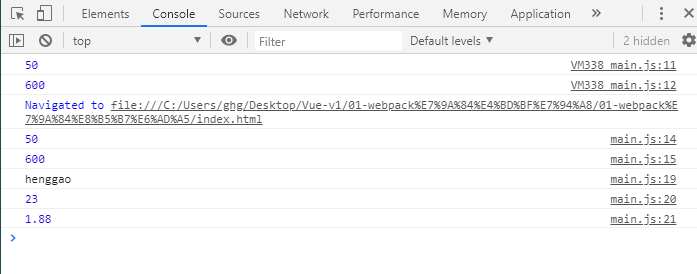 Elements Console Sources Network Performance Memory Application »
top Filter Default levels 2 hidden
50 VM338 main.js:11
600 VM338 main.js:12
Navigated to file:///C:/Users/ghg/Desktop/Vue-v1/01-webpack%E7%9A%84%E4%BD%BF%E7%94%A8/01-webpack%E
7%9A%84%E8%B5%B7%E6%AD%A5/index.html
50 main.js:14
600 main.js:15
henggao main.js:19
23 main.js:20
1.88 main.js:21
>